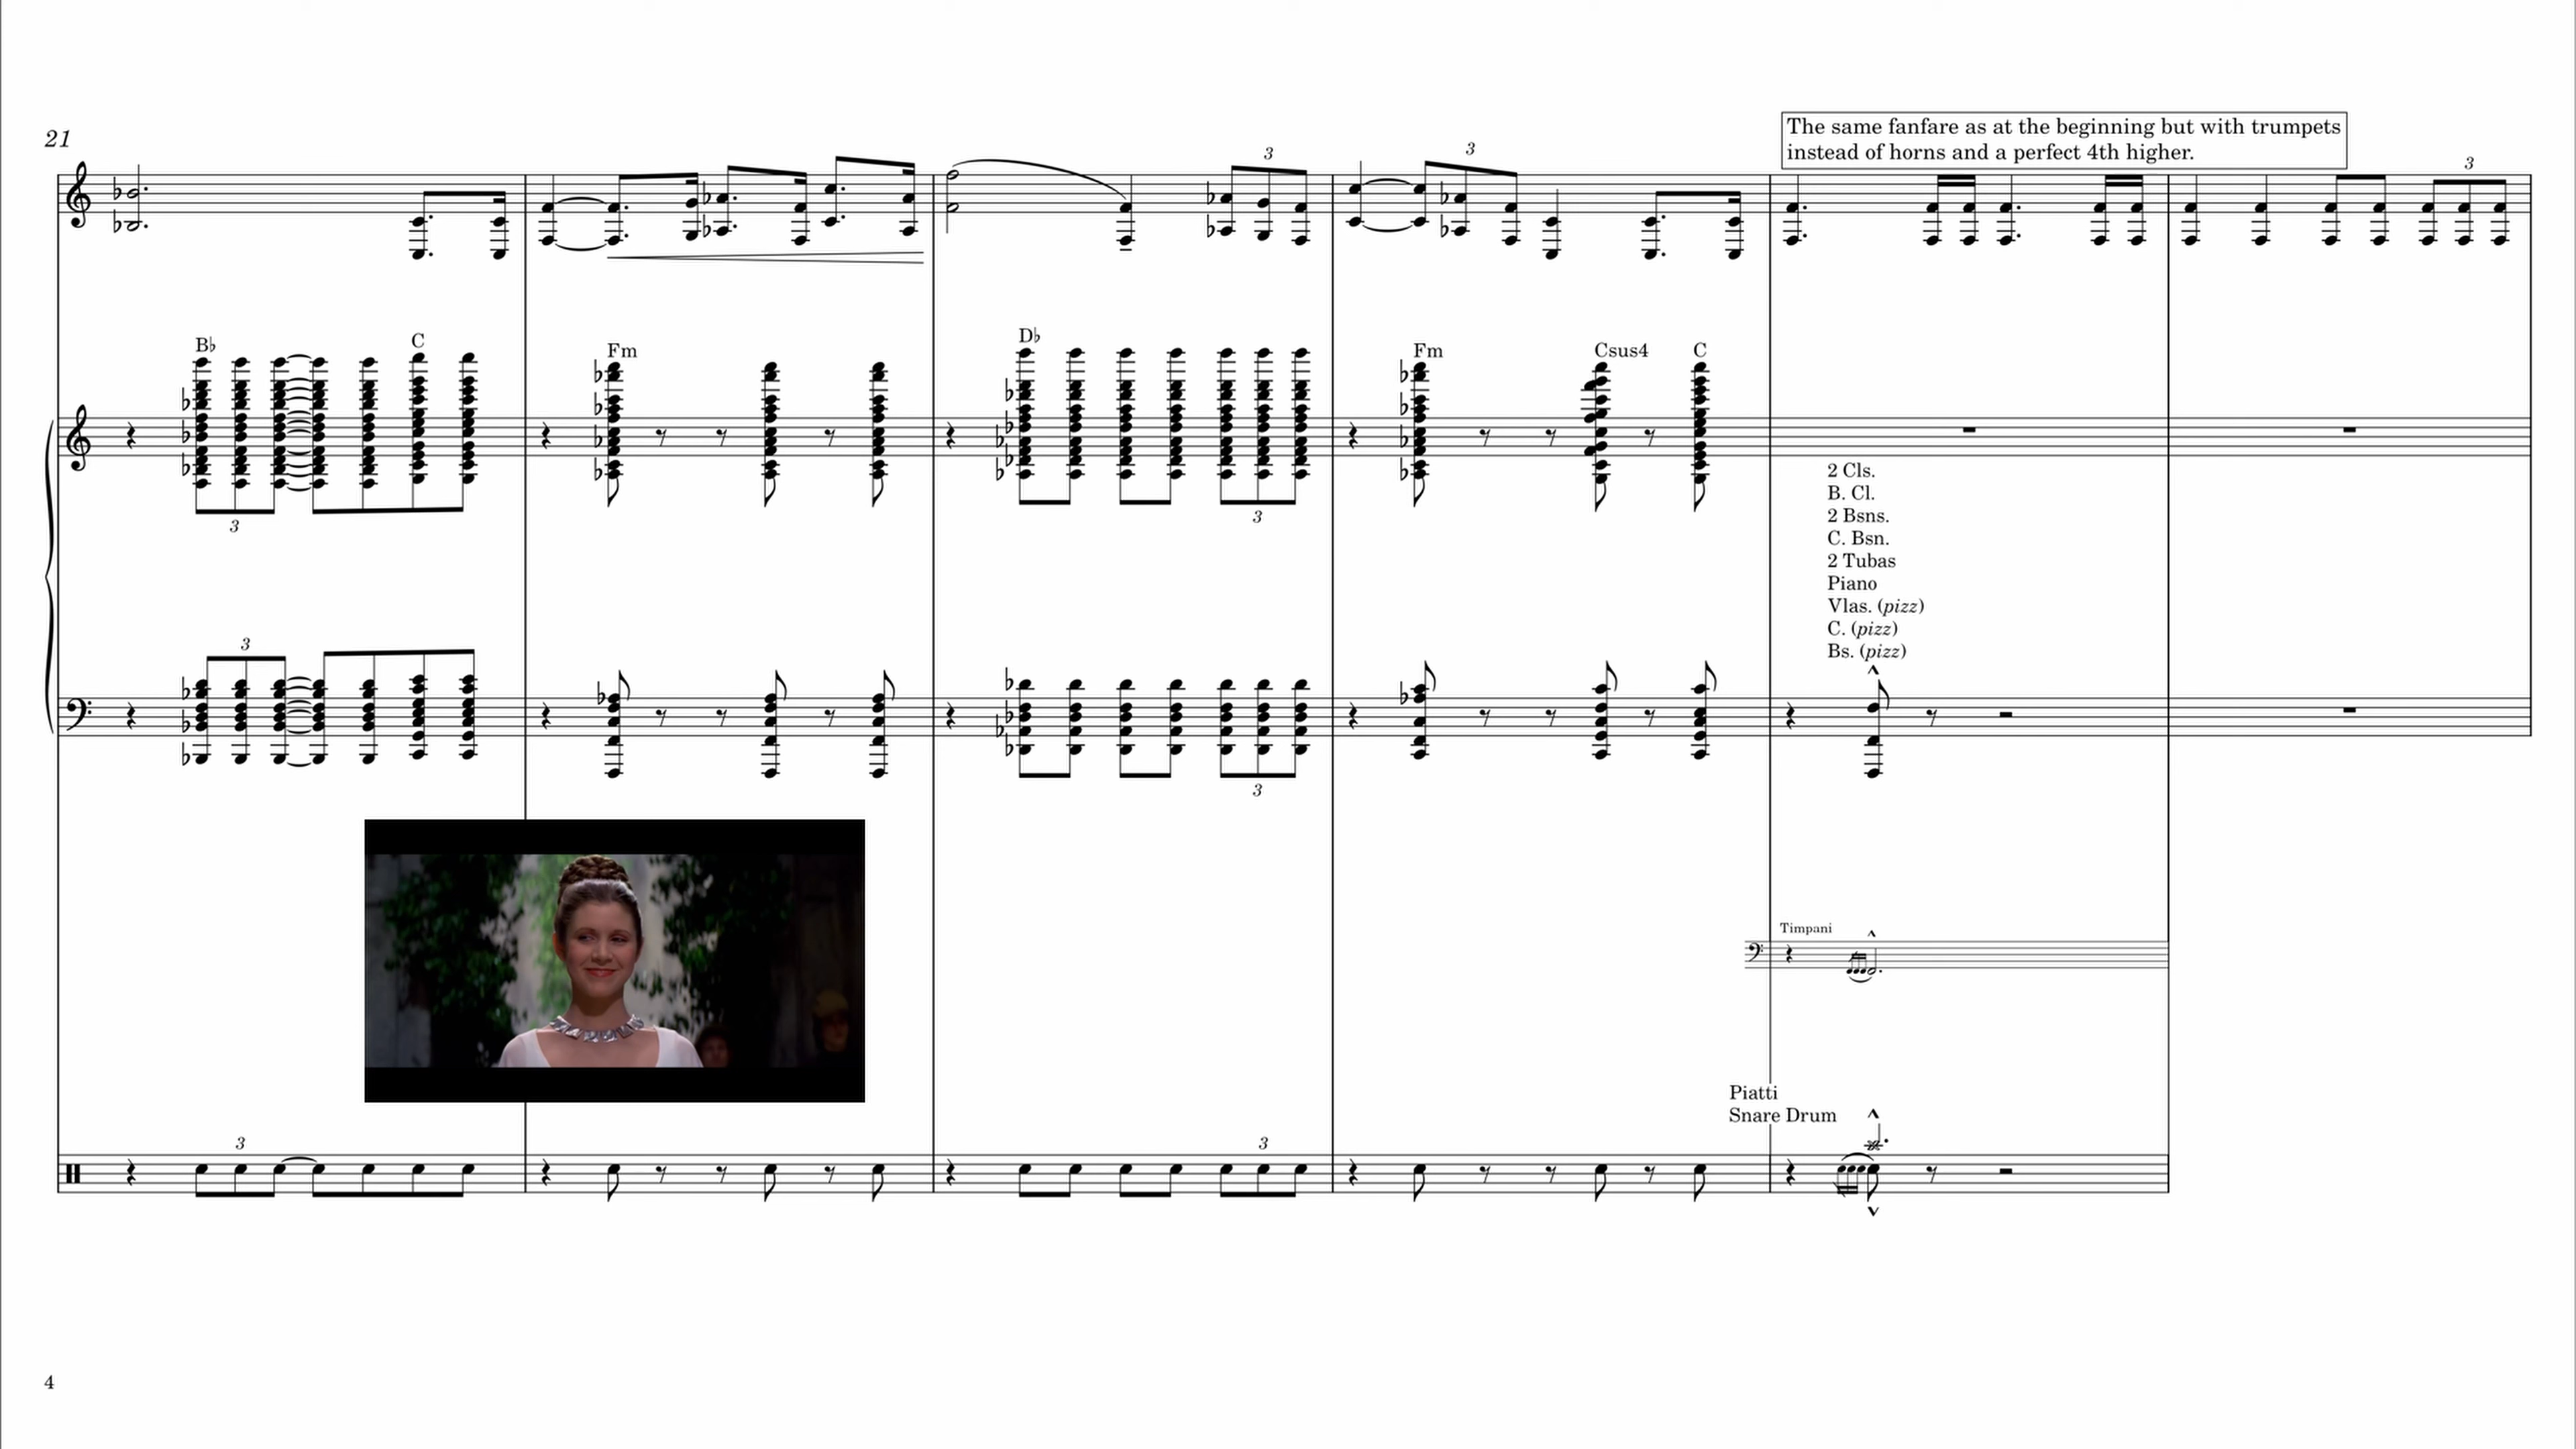 21
The same fanfare as at the beginning but with trumpets
instead of horns and a perfect 4th higher.
3
3
3
B♭
C
Fm
D♭
Fm
Csus4
C
3
3
2 Cls.
B. Cl.
2 Bsns.
C. Bsn.
2 Tubas
Piano
Vlas. (pizz)
C. (pizz)
Bs. (pizz)
3
3
Timpani
Piatti
Snare Drum
3
3
4